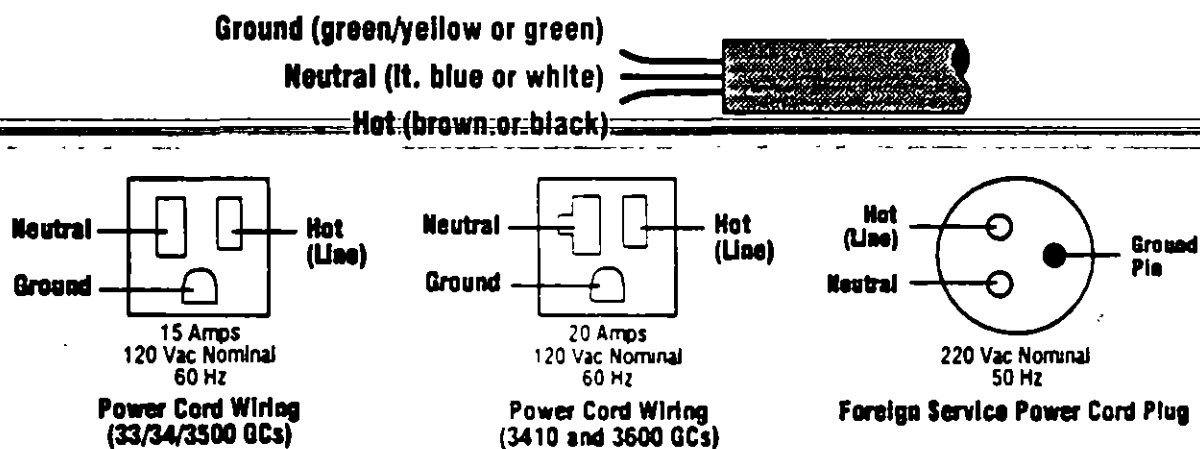 Ground (green/yellow or green)
Neutral (lt. blue or white)
Hot (brown or black)
Neutral
Hot
(Line)
Ground
15 Amps
120 Vac Nominal
60 Hz
Power Cord Wiring
(33/34/3500 GCs)
Neutral
Hot
(Line)
Ground
20 Amps
120 Vac Nominal
60 Hz
Power Cord Wiring
(3410 and 3600 GCs)
Hot
(Line)
Neutral
Ground
Pin
220 Vac Nominal
50 Hz
Foreign Service Power Cord Plug